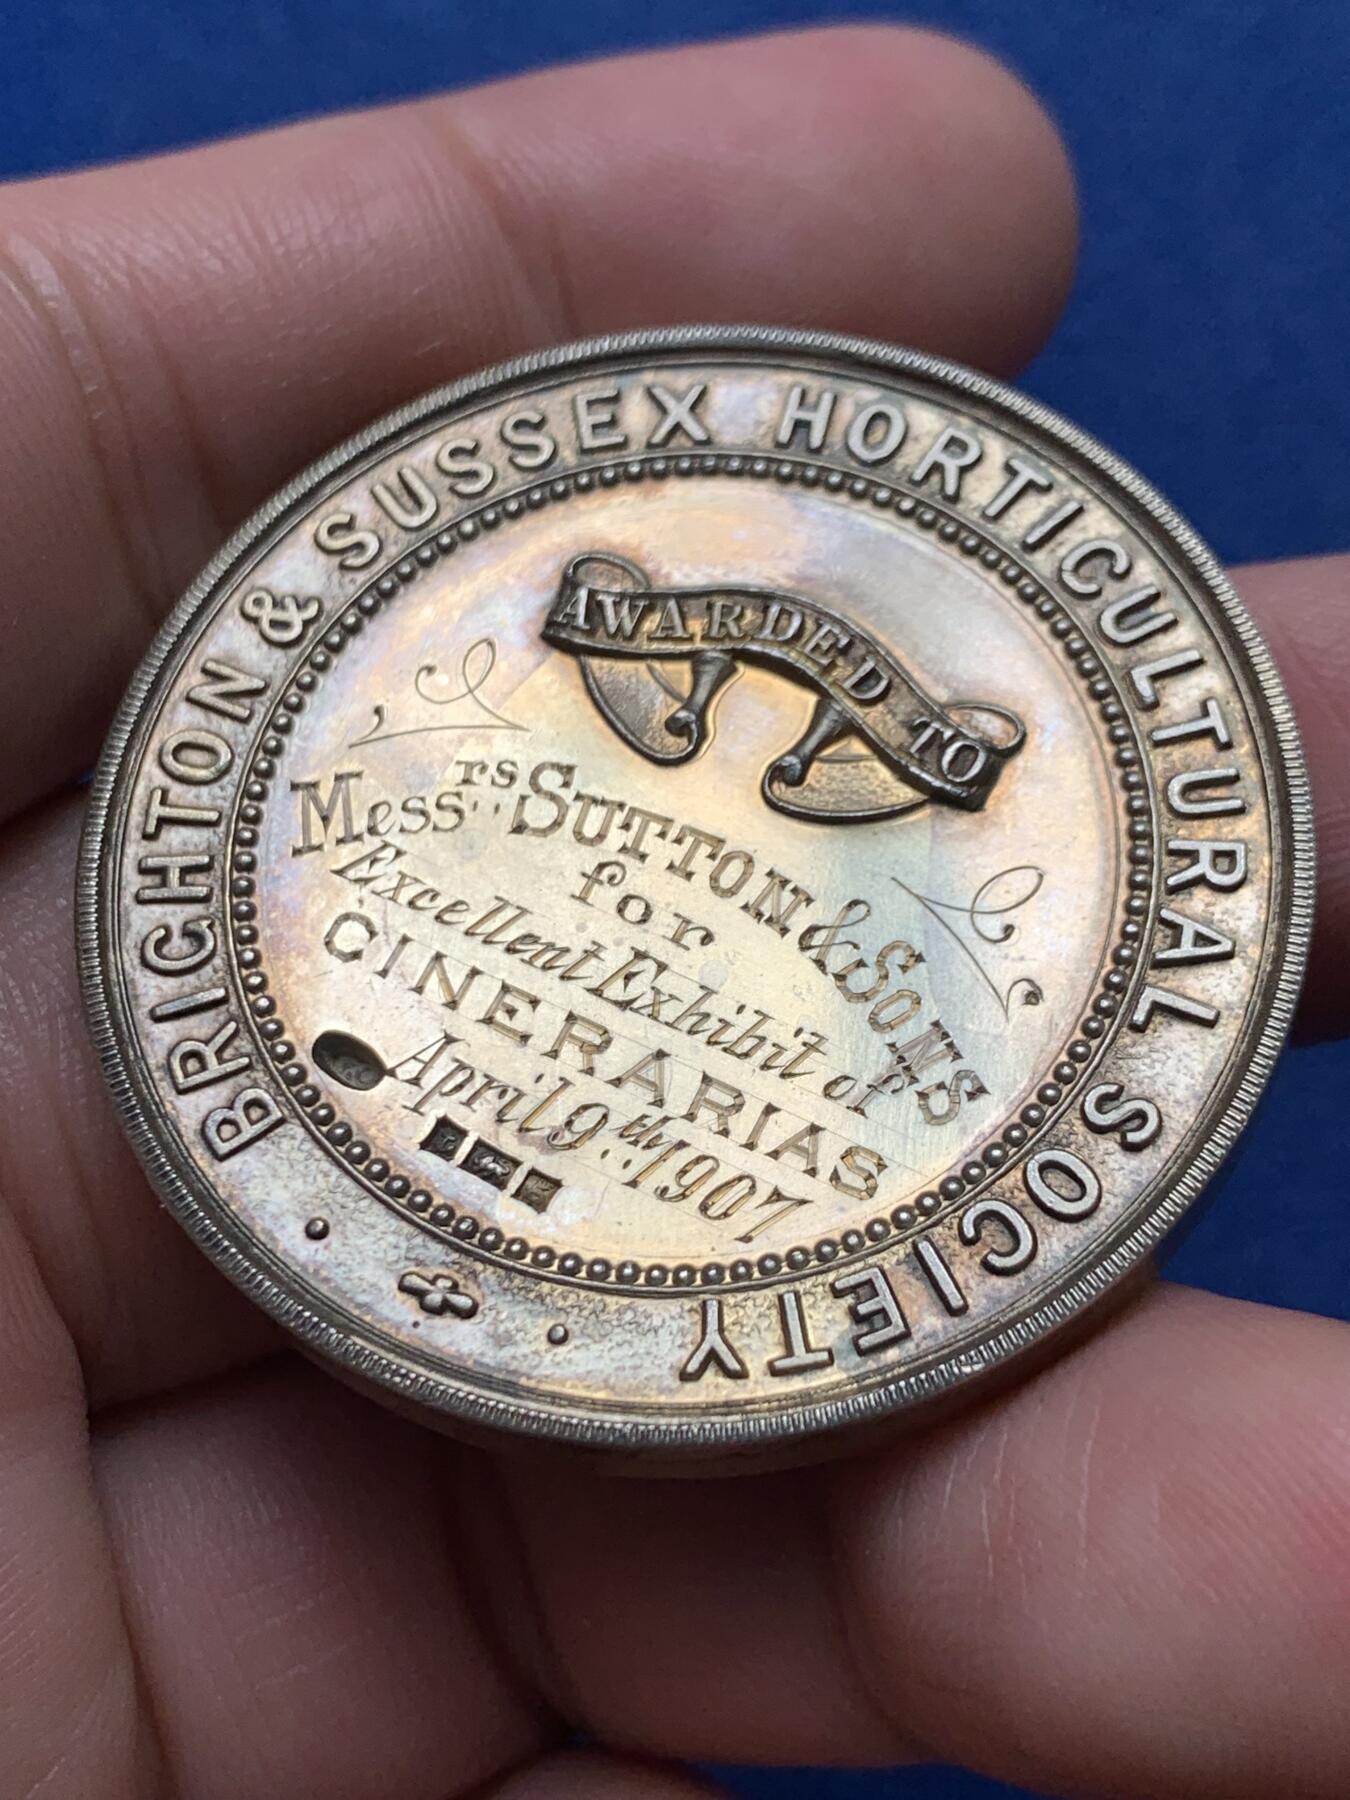 BRIGHTON & SUSSEX HORTICULTURAL SOCIETY
AWARDED TO
Messrs SUTTON & SONS
for
Excellent Exhibit of
CINERARIAS
April 9th 1907